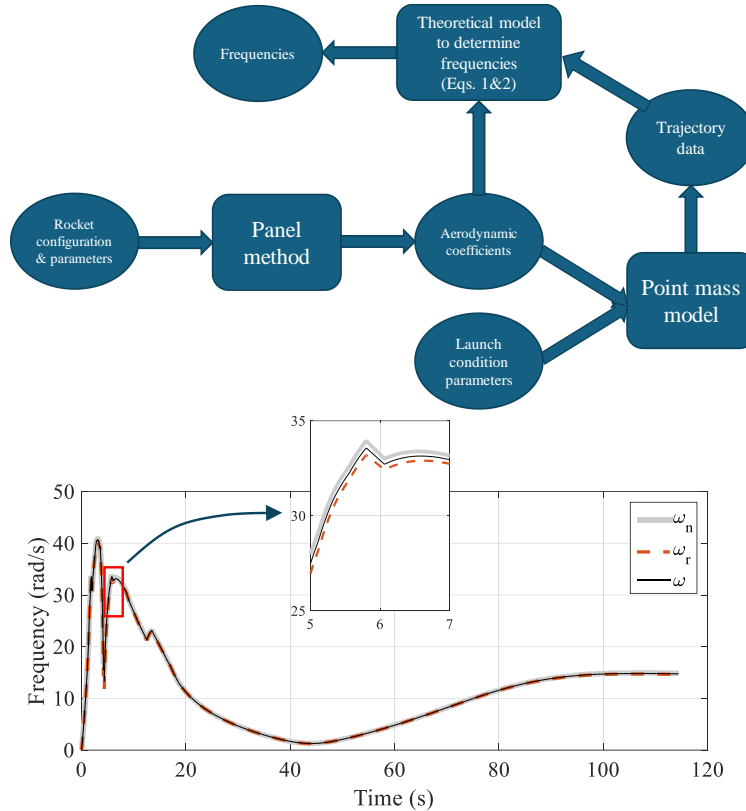 Frequencies
Theoretical model
to determine
frequencies
(Eqs. 1&2)
Trajectory
data
Rocket
configuration
& parameters
Panel
method
Aerodynamic
coefficients
Point mass
model
Launch
condition
parameters
35
30
25
5
6
7
50
40
30
20
10
0
Frequency (rad/s)
ωn
ωr
ω
0
20
40
60
80
100
120
Time (s)